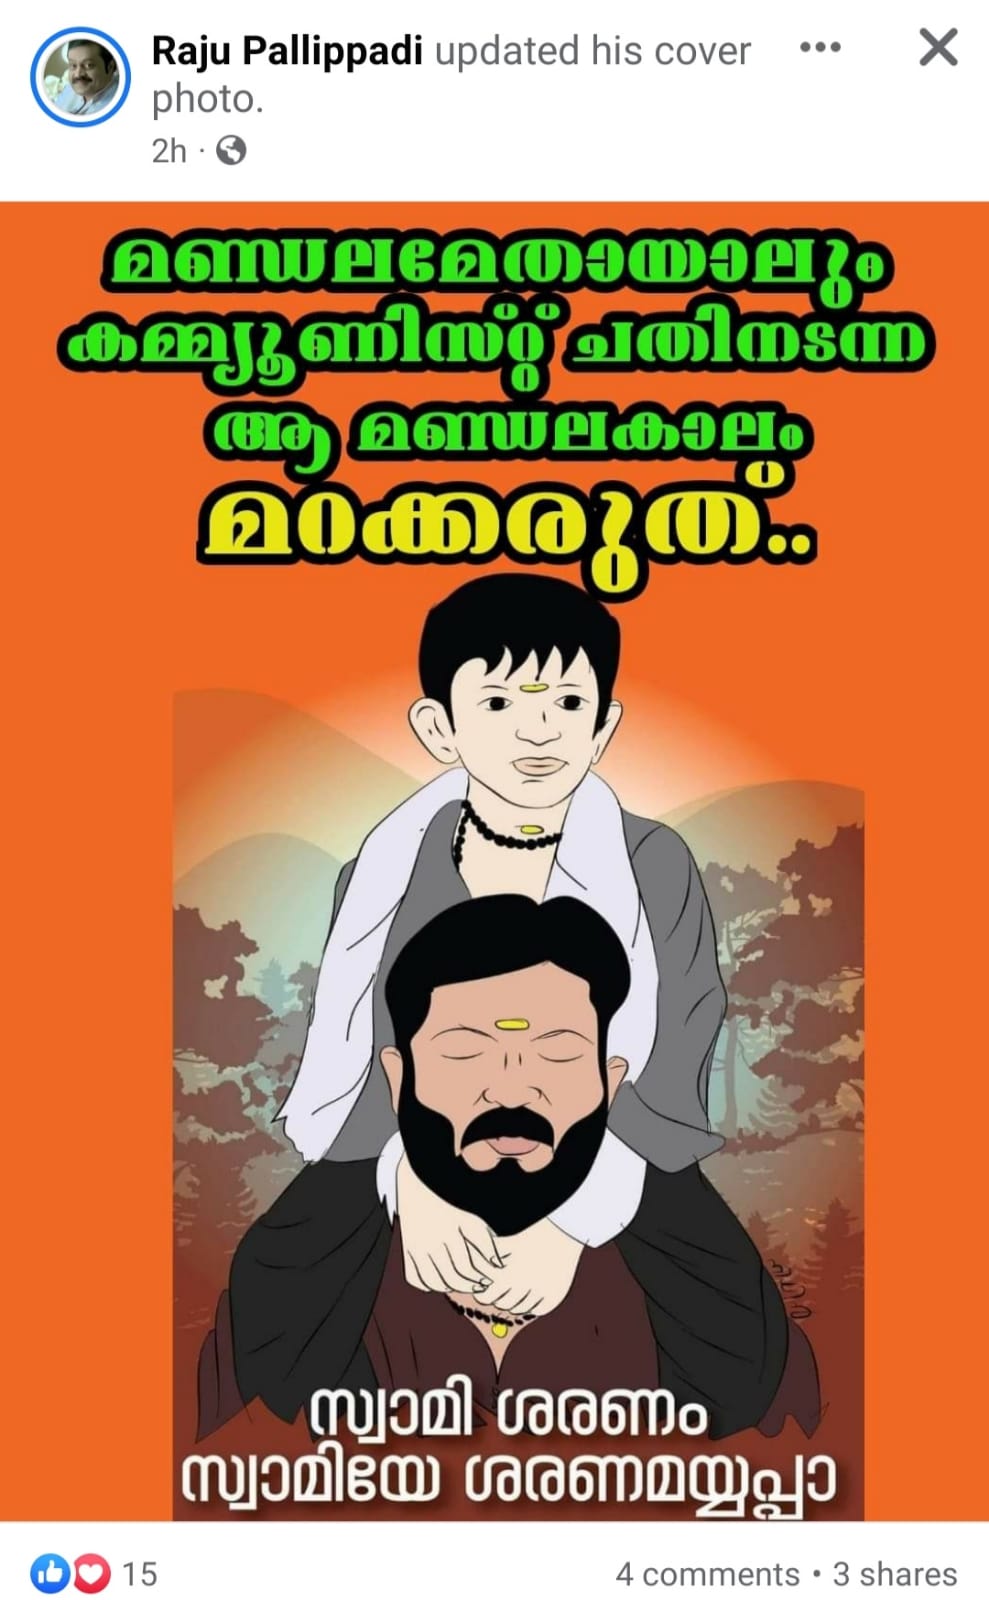 Raju Pallippadi updated his cover
photo.
2h ·
മണ്ഡലമേതായാലും
കമ്മ്യൂണിസ്റ്റ് ചതിനടന്ന
ആ മണ്ഡലകാലം
മറക്കരുത്..
സ്വാമി ശരണം
സ്വാമിയേ ശരണമയ്യപ്പാ
15
4 comments • 3 shares